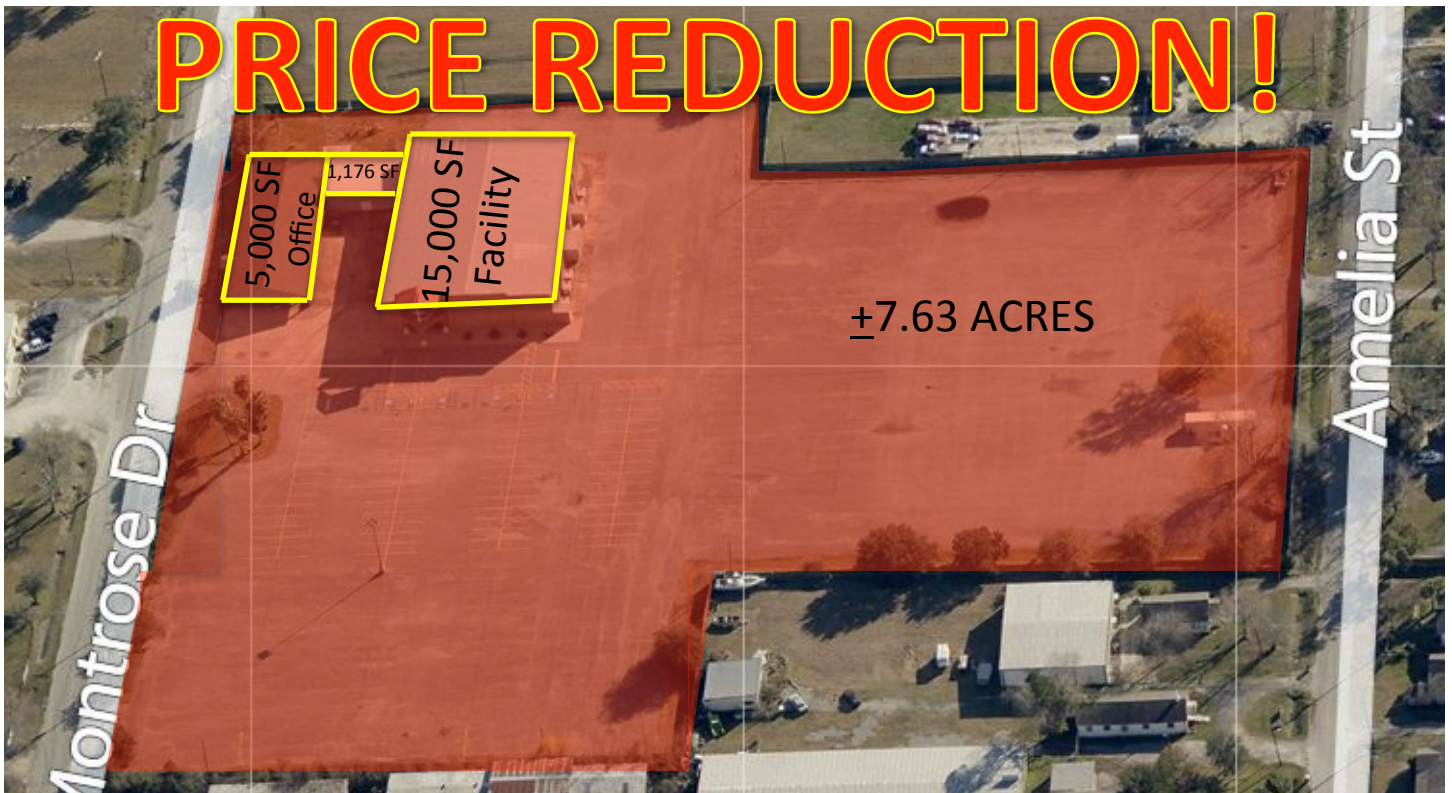 PRICE REDUCTION!
5,000 SF
Office
1,176 SF
15,000 SF
Facility
±7.63 ACRES
Montrose Dr
Amelia St